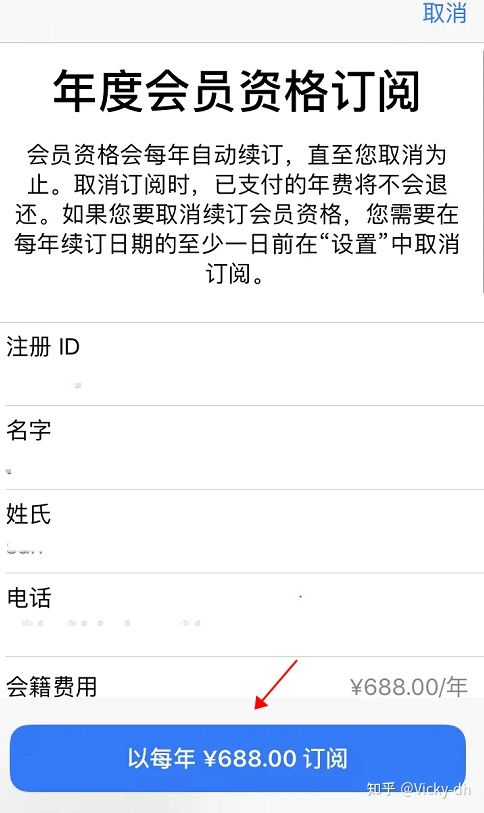 取消
年度会员资格订阅
会员资格会每年自动续订，直至您取消为
止。取消订阅时，已支付的年费将不会退
还。如果您要取消续订会员资格，您需要在
每年续订日期的至少一日前在“设置”中取消
订阅。
注册 ID
名字
姓氏
电话
会籍费用 ¥688.00/年
以每年 ¥688.00 订阅
知乎 @Vicky-dn